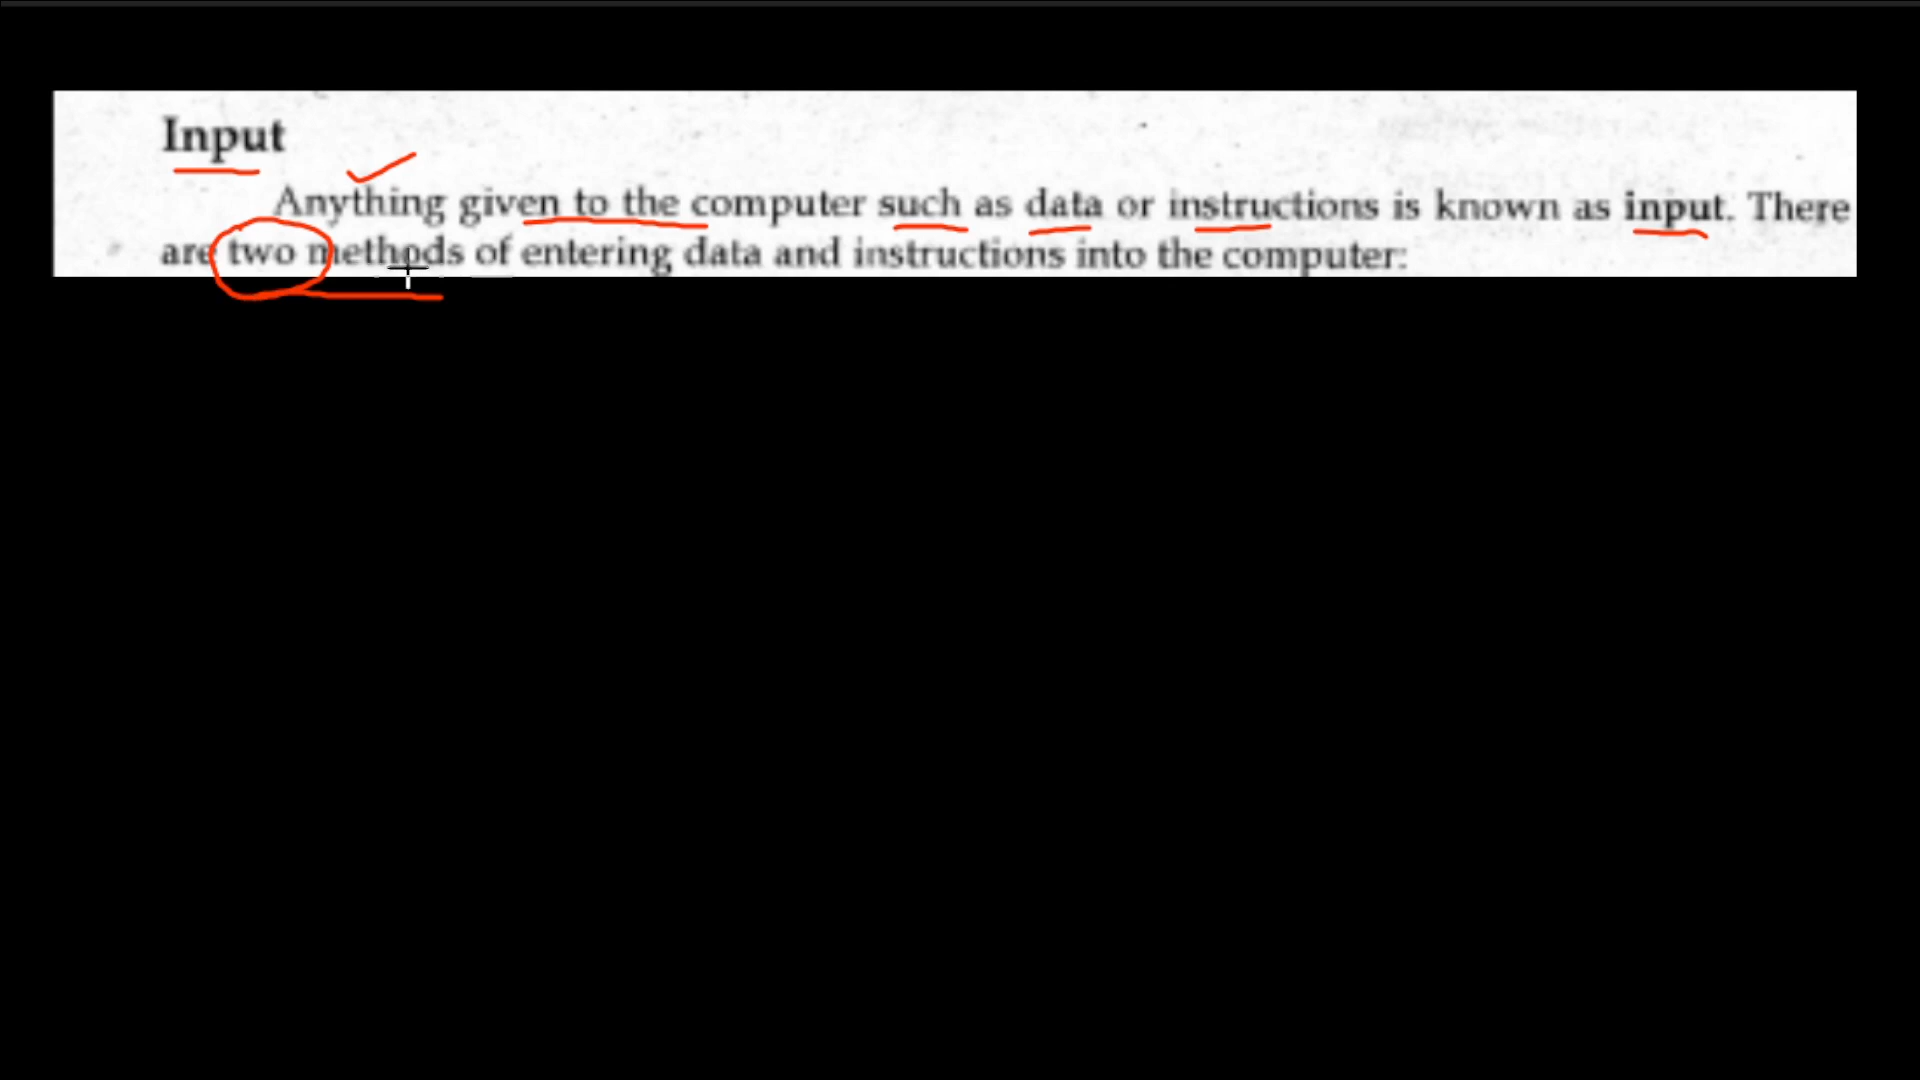 Input
Anything given to the computer such as data or instructions is known as input. There
are two methods of entering data and instructions into the computer: